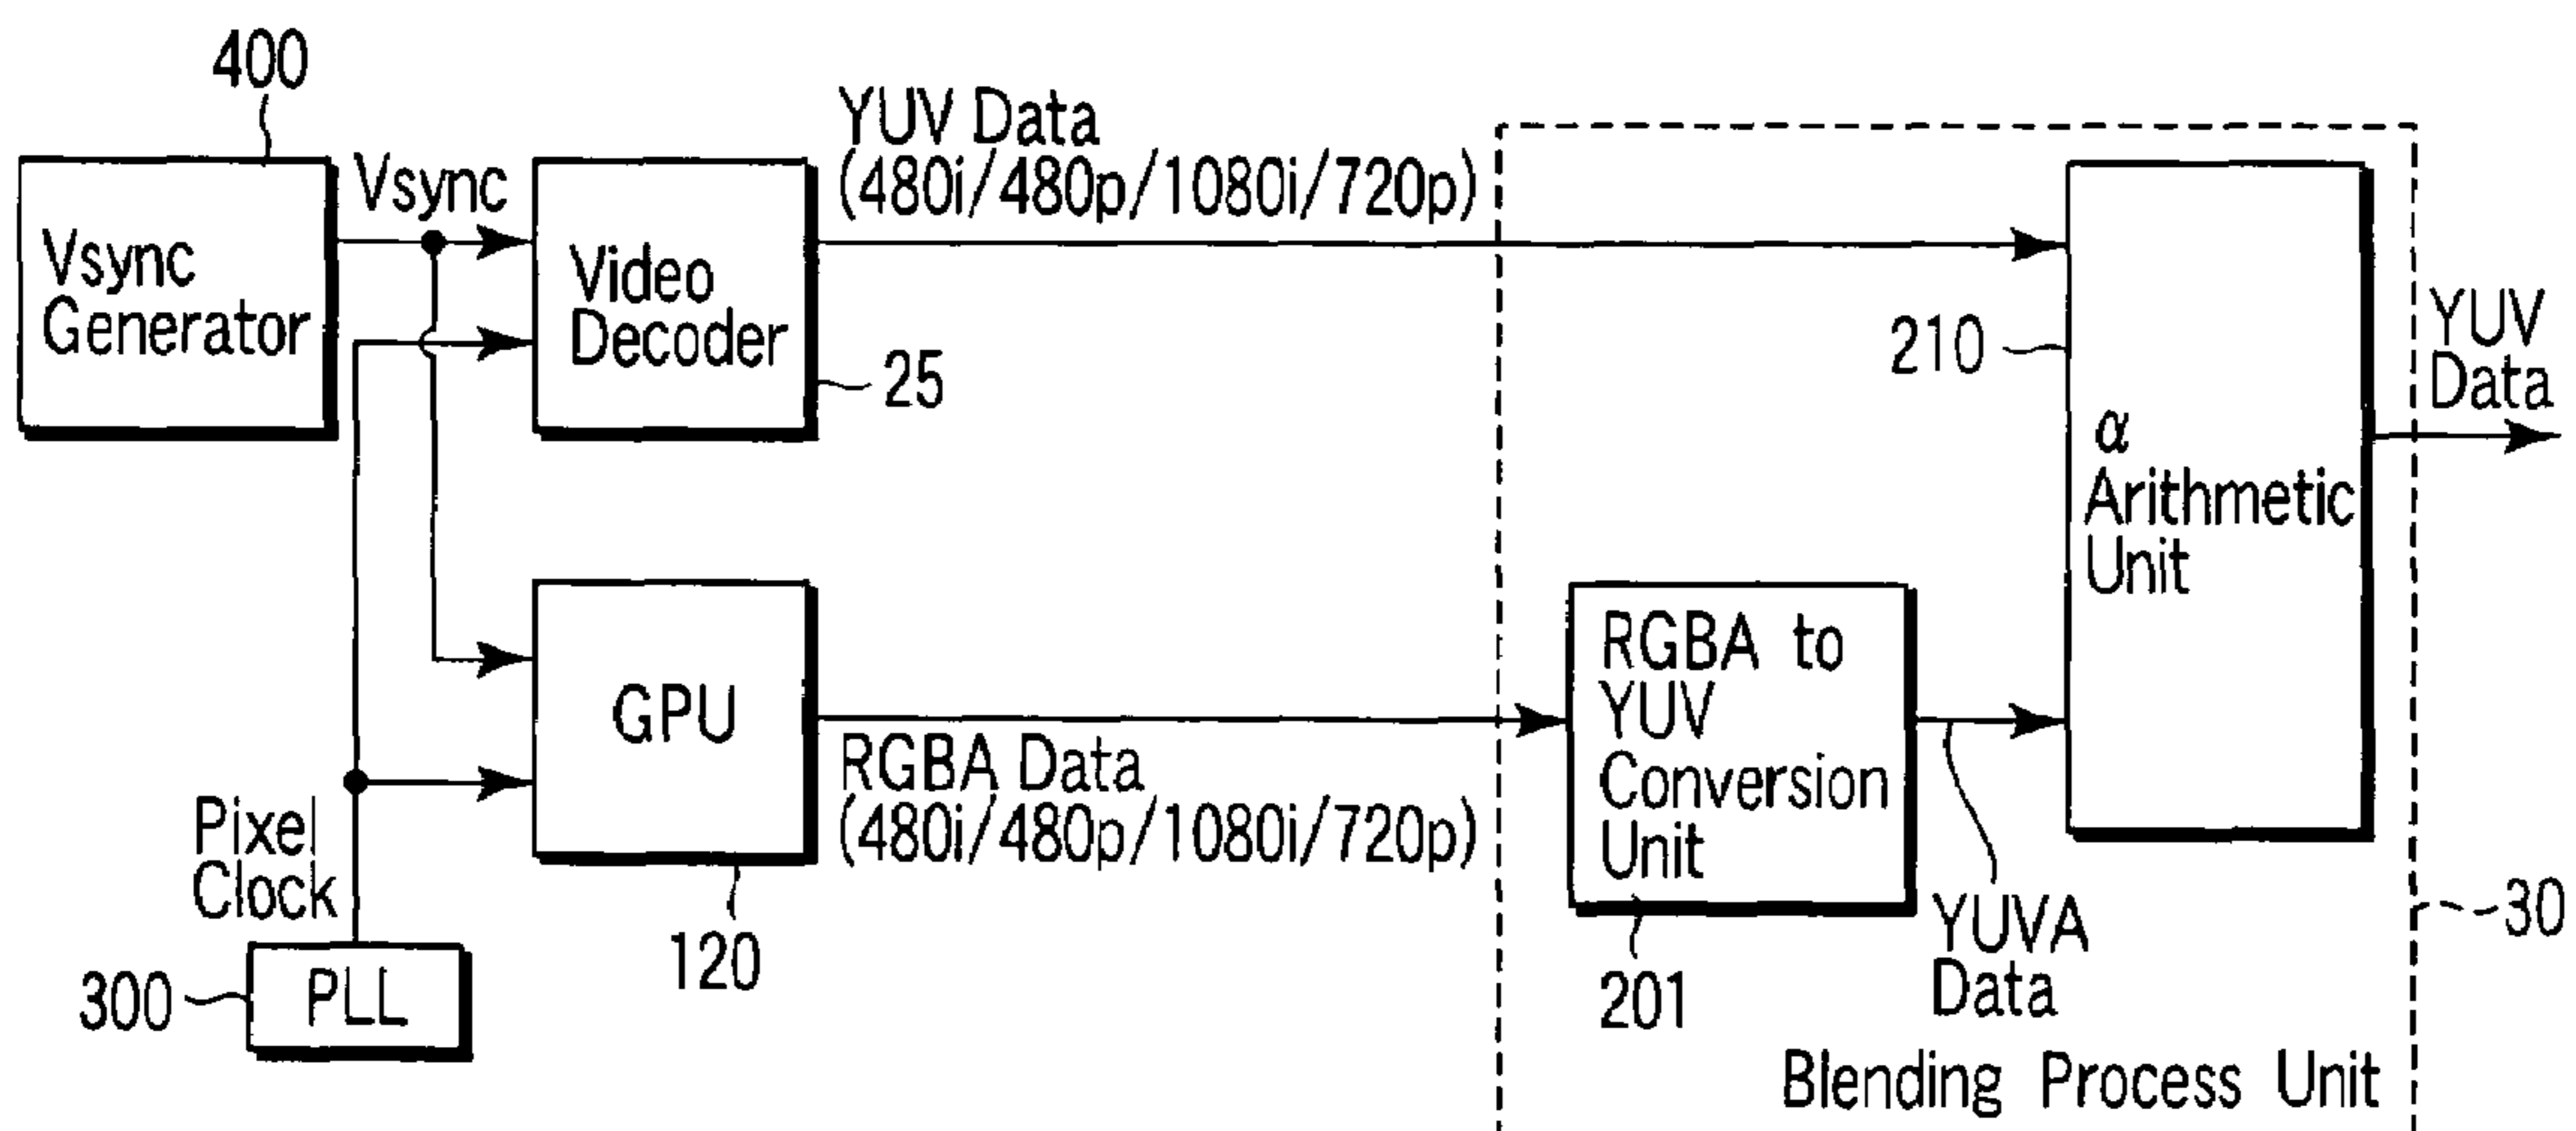 400
Vsync
Generator
Vsync
Video
Decoder
25
YUV Data
(480i/480p/1080i/720p)
GPU
120
RGBA Data
(480i/480p/1080i/720p)
Pixel
Clock
300
PLL
RGBA to
YUV
Conversion
Unit
201
YUVA
Data
210
α
Arithmetic
Unit
YUV
Data
30
Blending Process Unit